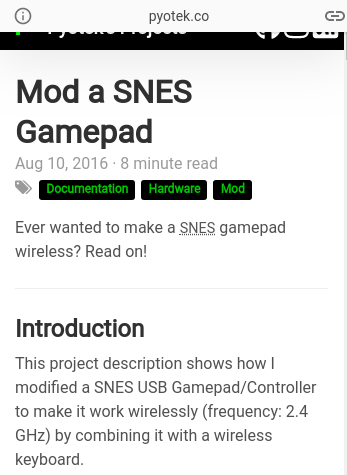 pyotek.co
Pyotek's Projects
Mod a SNES
Gamepad
Aug 10, 2016 · 8 minute read
Documentation Hardware Mod
Ever wanted to make a SNES gamepad
wireless? Read on!
Introduction
This project description shows how I
modified a SNES USB Gamepad/Controller
to make it work wirelessly (frequency: 2.4
GHz) by combining it with a wireless
keyboard.